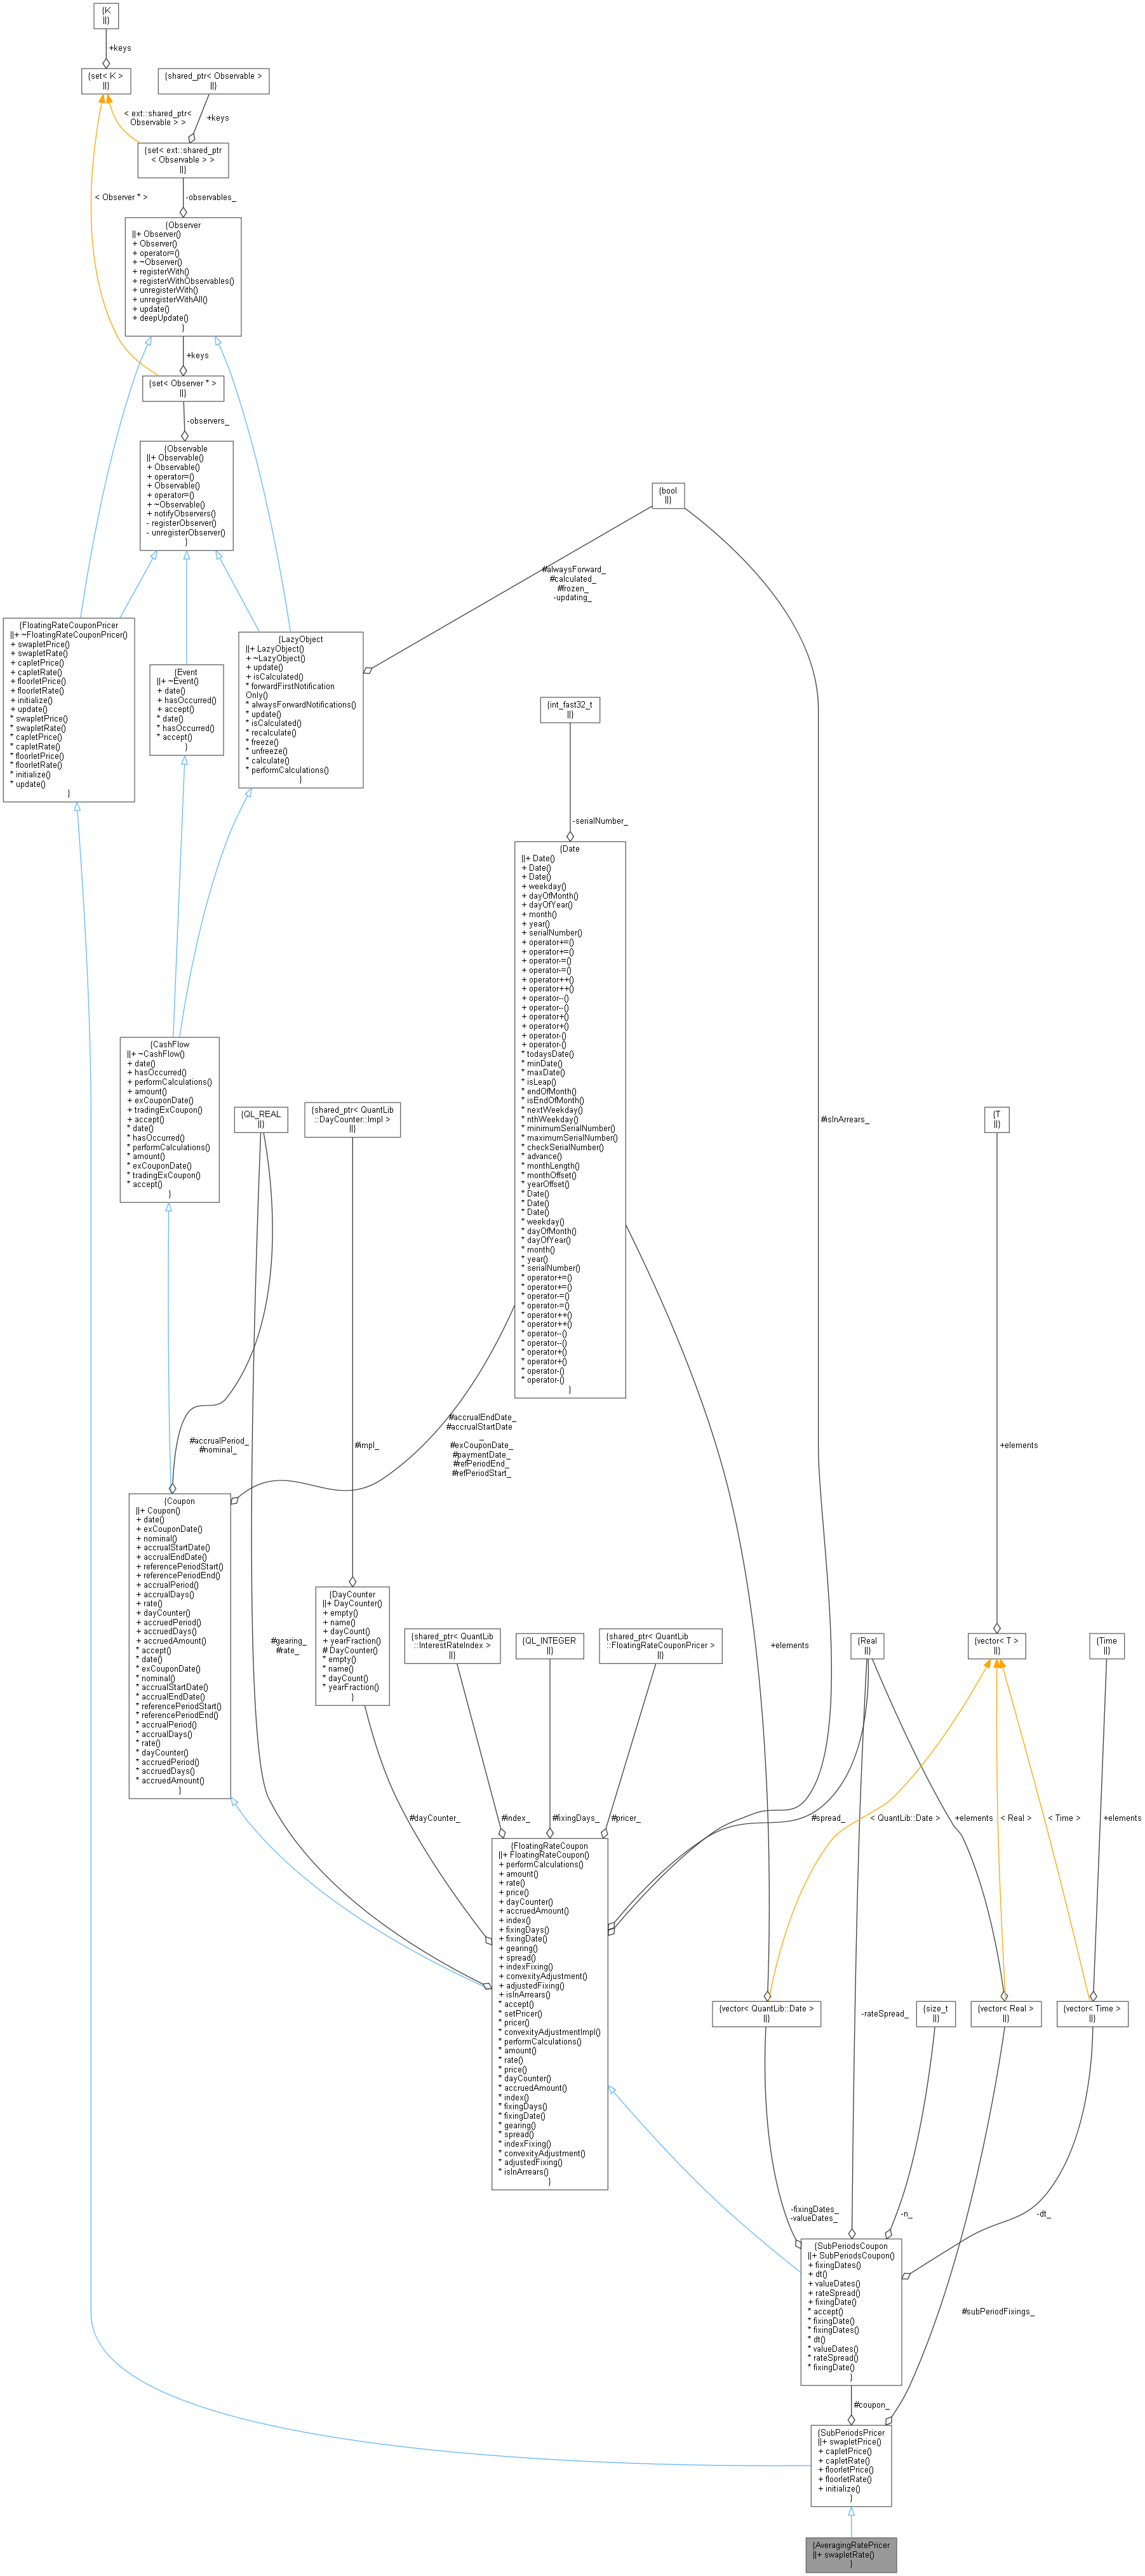 {K
||}
+keys
{set< K >
||}
{shared_ptr< Observable >
||}
< ext::shared_ptr<
Observable > >
+keys
{set< ext::shared_ptr
< Observable > >
||}
< Observer * >
-observables_
{Observer
||+ Observer()
+ Observer()
+ operator=()
+ ~Observer()
+ registerWith()
+ registerWithObservables()
+ unregisterWith()
+ unregisterWithAll()
+ update()
+ deepUpdate()
}
+keys
{set< Observer * >
||}
-observers_
{Observable
||+ Observable()
+ Observable()
+ operator=()
+ Observable()
+ operator=()
+ ~Observable()
+ notifyObservers()
- registerObserver()
- unregisterObserver()
}
{bool
||}
#alwaysForward_
#calculated_
#frozen_
-updating_
{FloatingRateCouponPricer
||+ ~FloatingRateCouponPricer()
+ swapletPrice()
+ swapletRate()
+ capletPrice()
+ capletRate()
+ floorletPrice()
+ floorletRate()
+ initialize()
+ update()
* swapletPrice()
* swapletRate()
* capletPrice()
* capletRate()
* floorletPrice()
* floorletRate()
* initialize()
* update()
}
{Event
||+ ~Event()
+ date()
+ hasOccurred()
+ accept()
* date()
* hasOccurred()
* accept()
}
{LazyObject
||+ LazyObject()
+ ~LazyObject()
+ update()
+ isCalculated()
* forwardFirstNotification
Only()
* alwaysForwardNotifications()
* update()
* isCalculated()
* recalculate()
* freeze()
* unfreeze()
* calculate()
* performCalculations()
}
{int_fast32_t
||}
-serialNumber_
{Date
||+ Date()
+ Date()
+ Date()
+ weekday()
+ dayOfMonth()
+ dayOfYear()
+ month()
+ year()
+ serialNumber()
+ operator+=()
+ operator+=()
+ operator-=()
+ operator-=()
+ operator++()
+ operator++()
+ operator--()
+ operator--()
+ operator+()
+ operator+()
+ operator-()
+ operator-()
* todaysDate()
* minDate()
* maxDate()
* isLeap()
* endOfMonth()
* isEndOfMonth()
* nextWeekday()
* nthWeekday()
* minimumSerialNumber()
* maximumSerialNumber()
* checkSerialNumber()
* advance()
* monthLength()
* monthOffset()
* yearOffset()
* Date()
* Date()
* Date()
* weekday()
* dayOfMonth()
* dayOfYear()
* month()
* year()
* serialNumber()
* operator+=()
* operator+=()
* operator-=()
* operator-=()
* operator++()
* operator++()
* operator--()
* operator--()
* operator+()
* operator+()
* operator-()
* operator-()
}
{CashFlow
||+ ~CashFlow()
+ date()
+ hasOccurred()
+ performCalculations()
+ amount()
+ exCouponDate()
+ tradingExCoupon()
+ accept()
* date()
* hasOccurred()
* performCalculations()
* amount()
* exCouponDate()
* tradingExCoupon()
* accept()
}
{QL_REAL
||}
{shared_ptr< QuantLib
::DayCounter::Impl >
||}
#isInArrears_
{T
||}
#accrualPeriod_
#nominal_
#impl_
#accrualEndDate_
#accrualStartDate
_
#exCouponDate_
#paymentDate_
#refPeriodEnd_
#refPeriodStart_
+elements
{Coupon
||+ Coupon()
+ date()
+ exCouponDate()
+ nominal()
+ accrualStartDate()
+ accrualEndDate()
+ referencePeriodStart()
+ referencePeriodEnd()
+ accrualPeriod()
+ accrualDays()
+ rate()
+ dayCounter()
+ accruedPeriod()
+ accruedDays()
+ accruedAmount()
* accept()
* date()
* exCouponDate()
* nominal()
* accrualStartDate()
* accrualEndDate()
* referencePeriodStart()
* referencePeriodEnd()
* accrualPeriod()
* accrualDays()
* rate()
* dayCounter()
* accruedPeriod()
* accruedDays()
* accruedAmount()
}
#gearing_
#rate_
{DayCounter
||+ DayCounter()
+ empty()
+ name()
+ dayCount()
+ yearFraction()
# DayCounter()
* empty()
* name()
* dayCount()
* yearFraction()
}
{shared_ptr< QuantLib
::InterestRateIndex >
||}
{QL_INTEGER
||}
{shared_ptr< QuantLib
::FloatingRateCouponPricer >
||}
+elements
{Real
||}
{vector< T >
||}
{Time
||}
#dayCounter_
#index_
#fixingDays_
#pricer_
#spread_
< QuantLib::Date >
+elements
< Real >
< Time >
+elements
{FloatingRateCoupon
||+ FloatingRateCoupon()
+ performCalculations()
+ amount()
+ rate()
+ price()
+ dayCounter()
+ accruedAmount()
+ index()
+ fixingDays()
+ fixingDate()
+ gearing()
+ spread()
+ indexFixing()
+ convexityAdjustment()
+ adjustedFixing()
+ isInArrears()
* accept()
* setPricer()
* pricer()
* convexityAdjustmentImpl()
* performCalculations()
* amount()
* rate()
* price()
* dayCounter()
* accruedAmount()
* index()
* fixingDays()
* fixingDate()
* gearing()
* spread()
* indexFixing()
* convexityAdjustment()
* adjustedFixing()
* isInArrears()
}
{vector< QuantLib::Date >
||}
-rateSpread_
{size_t
||}
{vector< Real >
||}
{vector< Time >
||}
-fixingDates_
-valueDates_
-n_
-dt_
{SubPeriodsCoupon
||+ SubPeriodsCoupon()
+ fixingDates()
+ dt()
+ valueDates()
+ rateSpread()
+ fixingDate()
* accept()
* fixingDate()
* fixingDates()
* dt()
* valueDates()
* rateSpread()
* fixingDate()
}
#subPeriodFixings_
#coupon_
{SubPeriodsPricer
||+ swapletPrice()
+ capletPrice()
+ capletRate()
+ floorletPrice()
+ floorletRate()
+ initialize()
}
{AveragingRatePricer
||+ swapletRate()
}